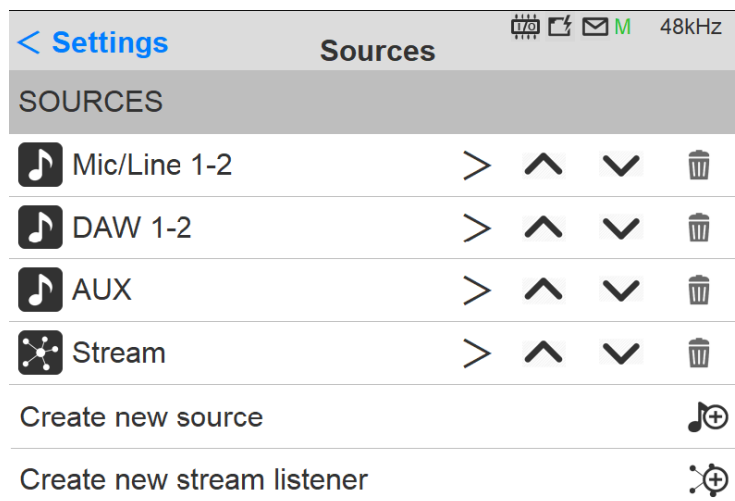 < Settings
Sources
I/O
M
48kHz
SOURCES
Mic/Line 1-2
DAW 1-2
AUX
Stream
Create new source
Create new stream listener